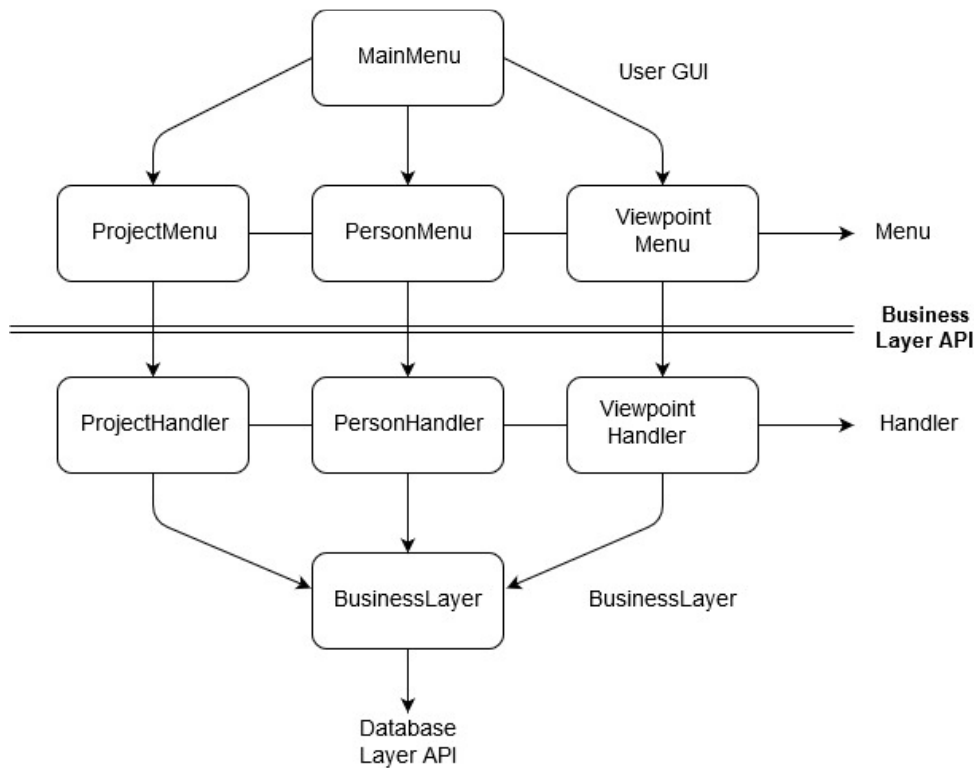 MainMenu
User GUI
ProjectMenu
PersonMenu
Viewpoint
Menu
Menu
Business
Layer API
ProjectHandler
PersonHandler
Viewpoint
Handler
Handler
BusinessLayer
BusinessLayer
Database
Layer API